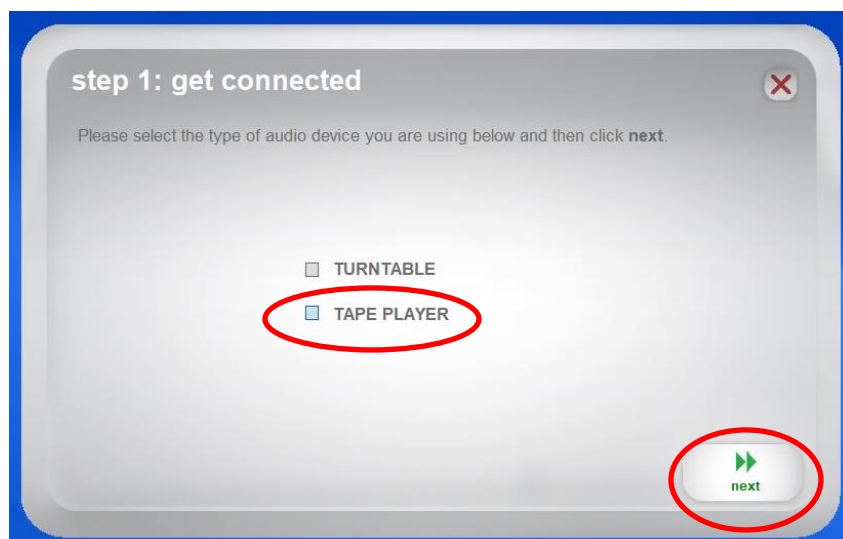 step 1: get connected
Please select the type of audio device you are using below and then click next.
TURNTABLE
TAPE PLAYER
next